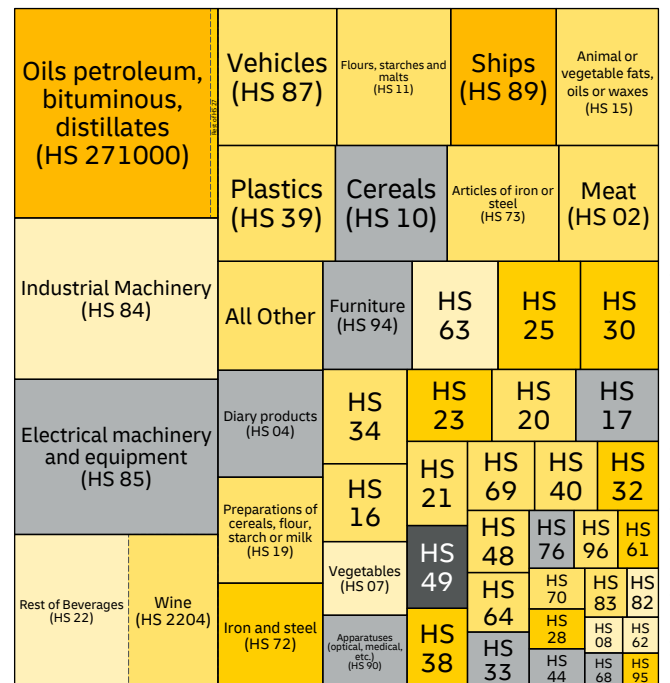 Oils petroleum,
bituminous,
distillates
(HS 271000)
Rest of HS 27
Vehicles
(HS 87)
Flours, starches and
malts
(HS 11)
Ships
(HS 89)
Animal or
vegetable fats,
oils or waxes
(HS 15)
Plastics
(HS 39)
Cereals
(HS 10)
Articles of iron or
steel
(HS 73)
Meat
(HS 02)
Industrial Machinery
(HS 84)
All Other
Furniture
(HS 94)
HS
63
HS
25
HS
30
Electrical machinery
and equipment
(HS 85)
Diary products
(HS 04)
HS
34
HS
23
HS
20
HS
17
Preparations of
cereals, flour,
starch or milk
(HS 19)
HS
16
HS
21
HS
69
HS
40
HS
32
Rest of Beverages
(HS 22)
Wine
(HS 2204)
Iron and steel
(HS 72)
Vegetables
(HS 07)
Apparatuses
(optical, medical,
etc.)
(HS 90)
HS
49
HS
38
HS
48
HS
76
HS
96
HS
61
HS
64
HS
70
HS
83
HS
82
HS
28
HS
08
HS
62
HS
33
HS
44
HS
68
HS
95